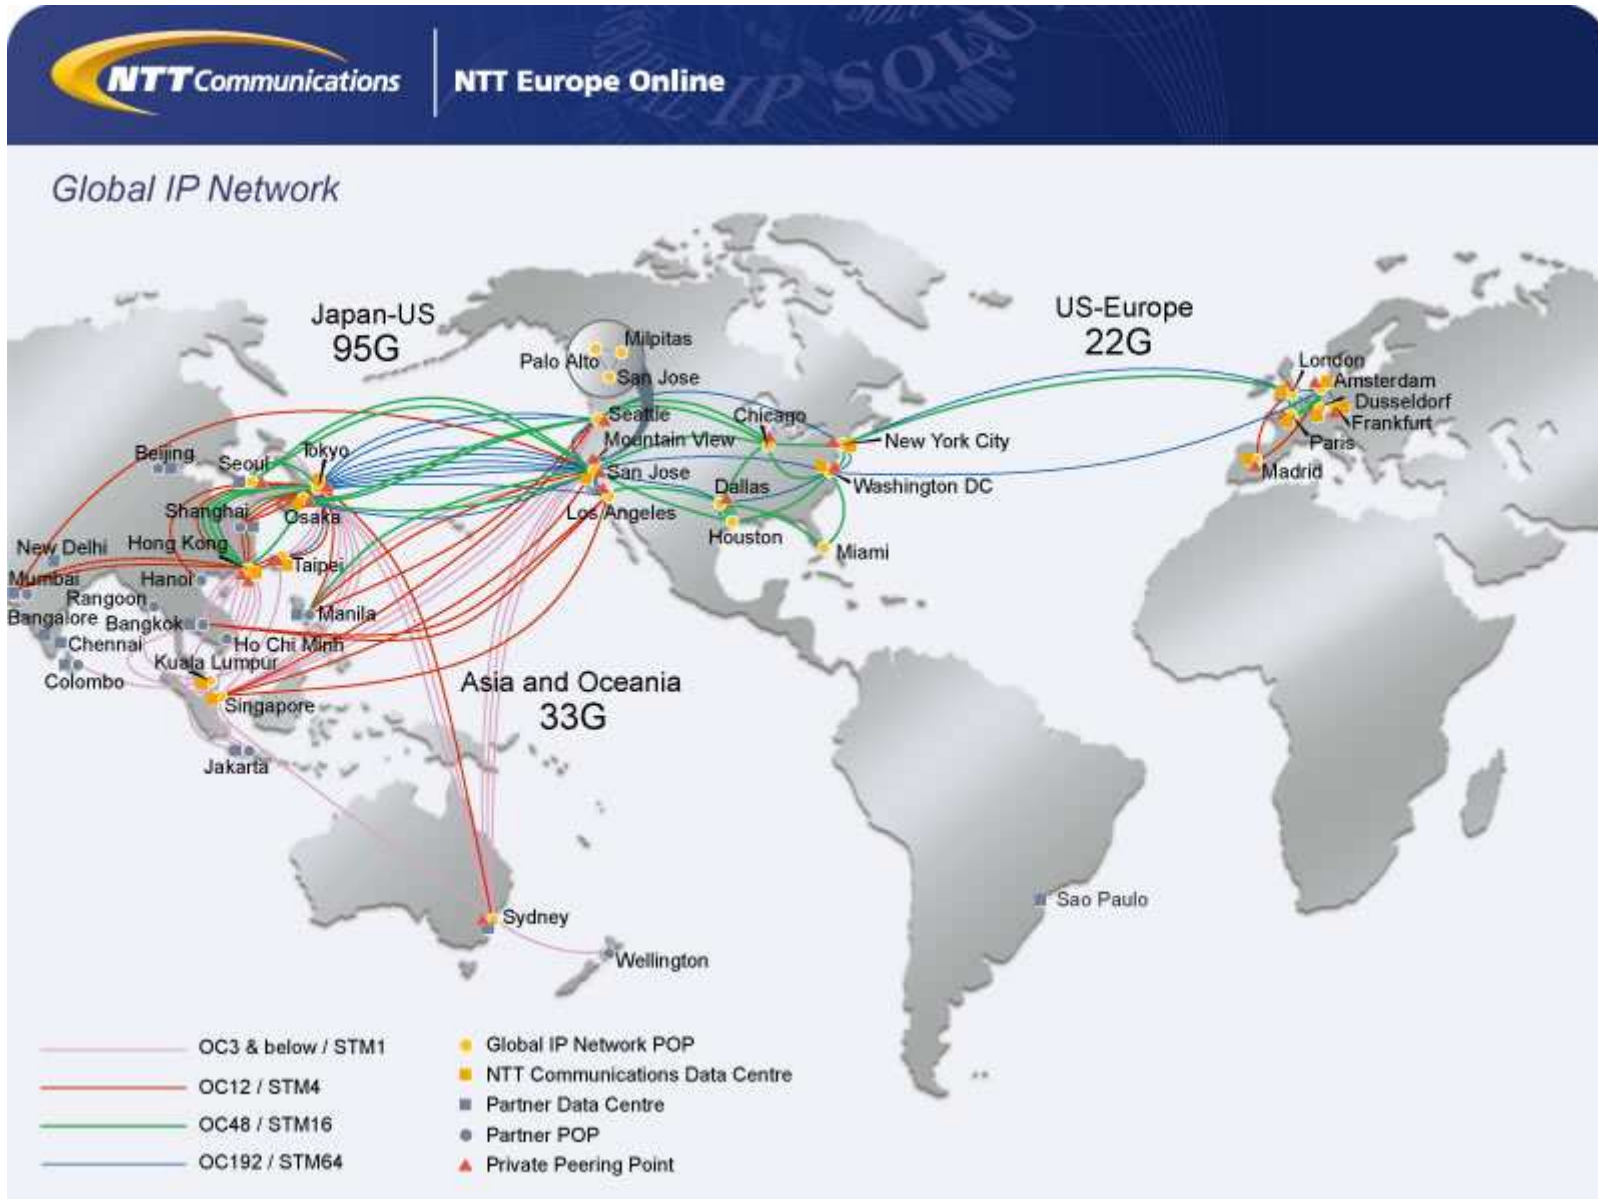 NTT Communications
NTT Europe Online
IP SOLU
Global IP Network
Japan-US
95G
US-Europe
22G
Milpitas
Palo Alto
San Jose
London
Amsterdam
Dusseldorf
Frankfurt
Paris
Madrid
Seattle
Chicago
Mountain View
New York City
San Jose
Washington DC
Dallas
Los Angeles
Houston
Miami
Beijing
Seoul
Tokyo
Shanghai
Osaka
New Delhi
Hong Kong
Taipei
Mumbai
Hanoi
Rangoon
Manila
Bangalore
Bangkok
Chennai
Ho Chi Minh
Kuala Lumpur
Colombo
Singapore
Jakarta
Asia and Oceania
33G
Sydney
Wellington
Sao Paulo
OC3 & below / STM1
OC12 / STM4
OC48 / STM16
OC192 / STM64
Global IP Network POP
NTT Communications Data Centre
Partner Data Centre
Partner POP
Private Peering Point